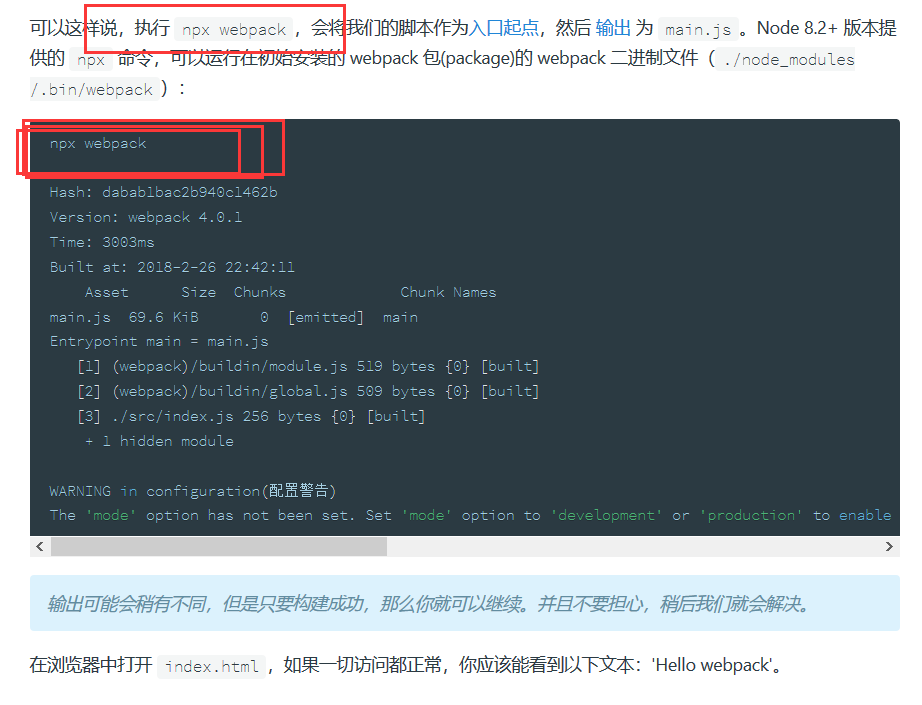 可以这样说，执行 npx webpack ，会将我们的脚本作为入口起点，然后 输出 为 main.js 。Node 8.2+ 版本提
供的 npx 命令，可以运行在初始安装的 webpack 包(package)的 webpack 二进制文件（ ./node_modules
/.bin/webpack ）：
npx webpack
Hash: dabab1bac2b940c1462b
Version: webpack 4.0.1
Time: 3003ms
Built at: 2018-2-26 22:42:11
Asset Size Chunks Chunk Names
main.js 69.6 KiB 0 [emitted] main
Entrypoint main = main.js
[1] (webpack)/buildin/module.js 519 bytes {0} [built]
[2] (webpack)/buildin/global.js 509 bytes {0} [built]
[3] ./src/index.js 256 bytes {0} [built]
+ 1 hidden module
WARNING in configuration(配置警告)
The 'mode' option has not been set. Set 'mode' option to 'development' or 'production' to enable
输出可能会稍有不同，但是只要构建成功，那么你就可以继续。并且不要担心，稍后我们就会解决。
在浏览器中打开 index.html ，如果一切访问都正常，你应该能看到以下文本：'Hello webpack'。